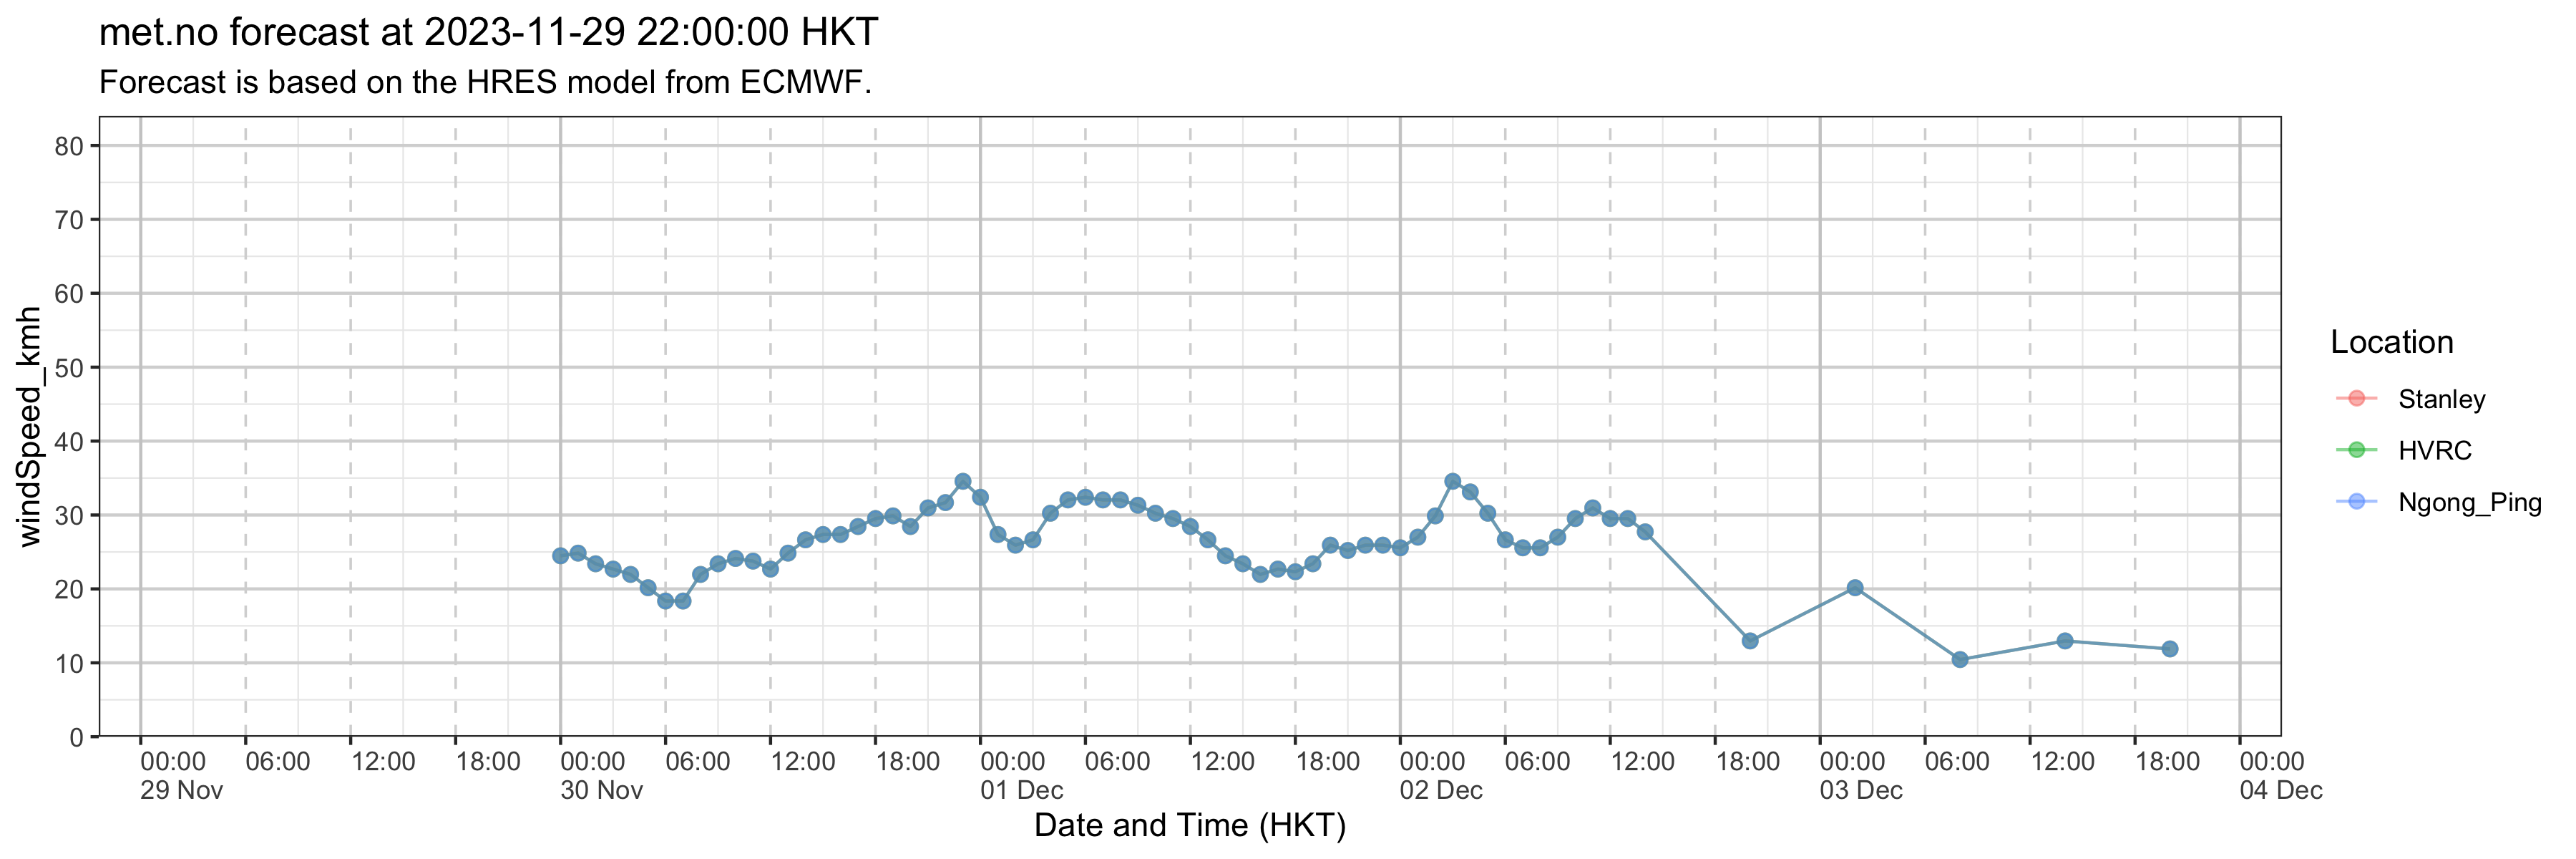 met.no forecast at 2023-11-29 22:00:00 HKT
Forecast is based on the HRES model from ECMWF.
windSpeed_kmh
80
70
60
50
40
30
20
10
0
00:00 06:00 12:00 18:00 00:00 06:00 12:00 18:00 00:00 06:00 12:00 18:00 00:00 06:00 12:00 18:00 00:00 06:00 12:00 18:00 00:00
29 Nov 30 Nov 01 Dec 02 Dec 03 Dec 04 Dec
Date and Time (HKT)
Location
Stanley
HVRC
Ngong_Ping